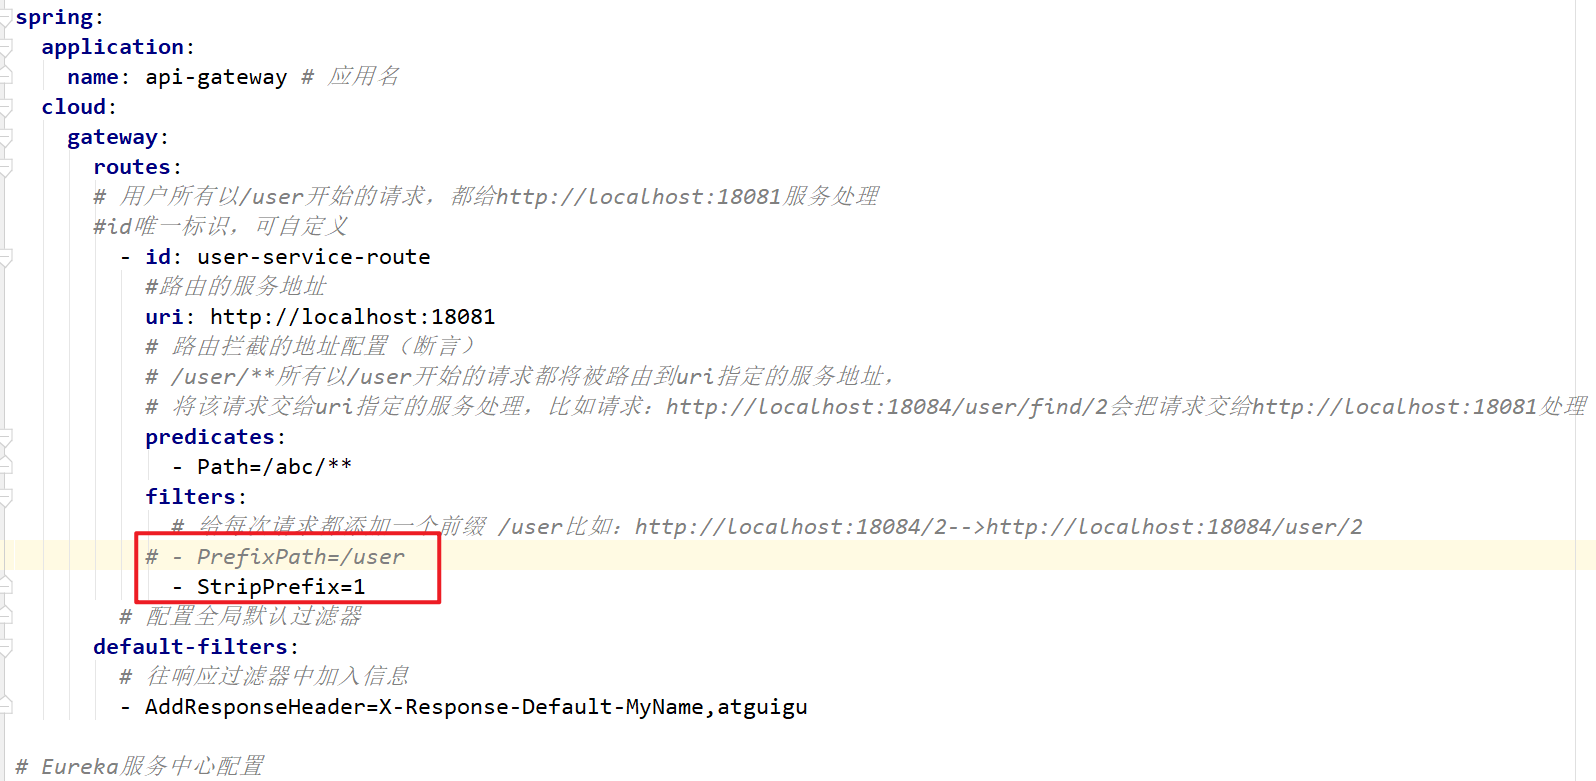 spring:
  application:
    name: api-gateway # 应用名
  cloud:
    gateway:
      routes:
      # 用户所有以/user开始的请求，都给http://localhost:18081服务处理
      #id唯一标识，可自定义
        - id: user-service-route
          #路由的服务地址
          uri: http://localhost:18081
          # 路由拦截的地址配置（断言）
          # /user/**所有以/user开始的请求都将被路由到uri指定的服务地址，
          # 将该请求交给uri指定的服务处理，比如请求：http://localhost:18084/user/find/2会把请求交给http://localhost:18081处理
          predicates:
            - Path=/abc/**
          filters:
            # 给每次请求都添加一个前缀 /user比如：http://localhost:18084/2-->http://localhost:18084/user/2
          # - PrefixPath=/user
            - StripPrefix=1
        # 配置全局默认过滤器
      default-filters:
        # 往响应过滤器中加入信息
        - AddResponseHeader=X-Response-Default-MyName,atguigu
# Eureka服务中心配置